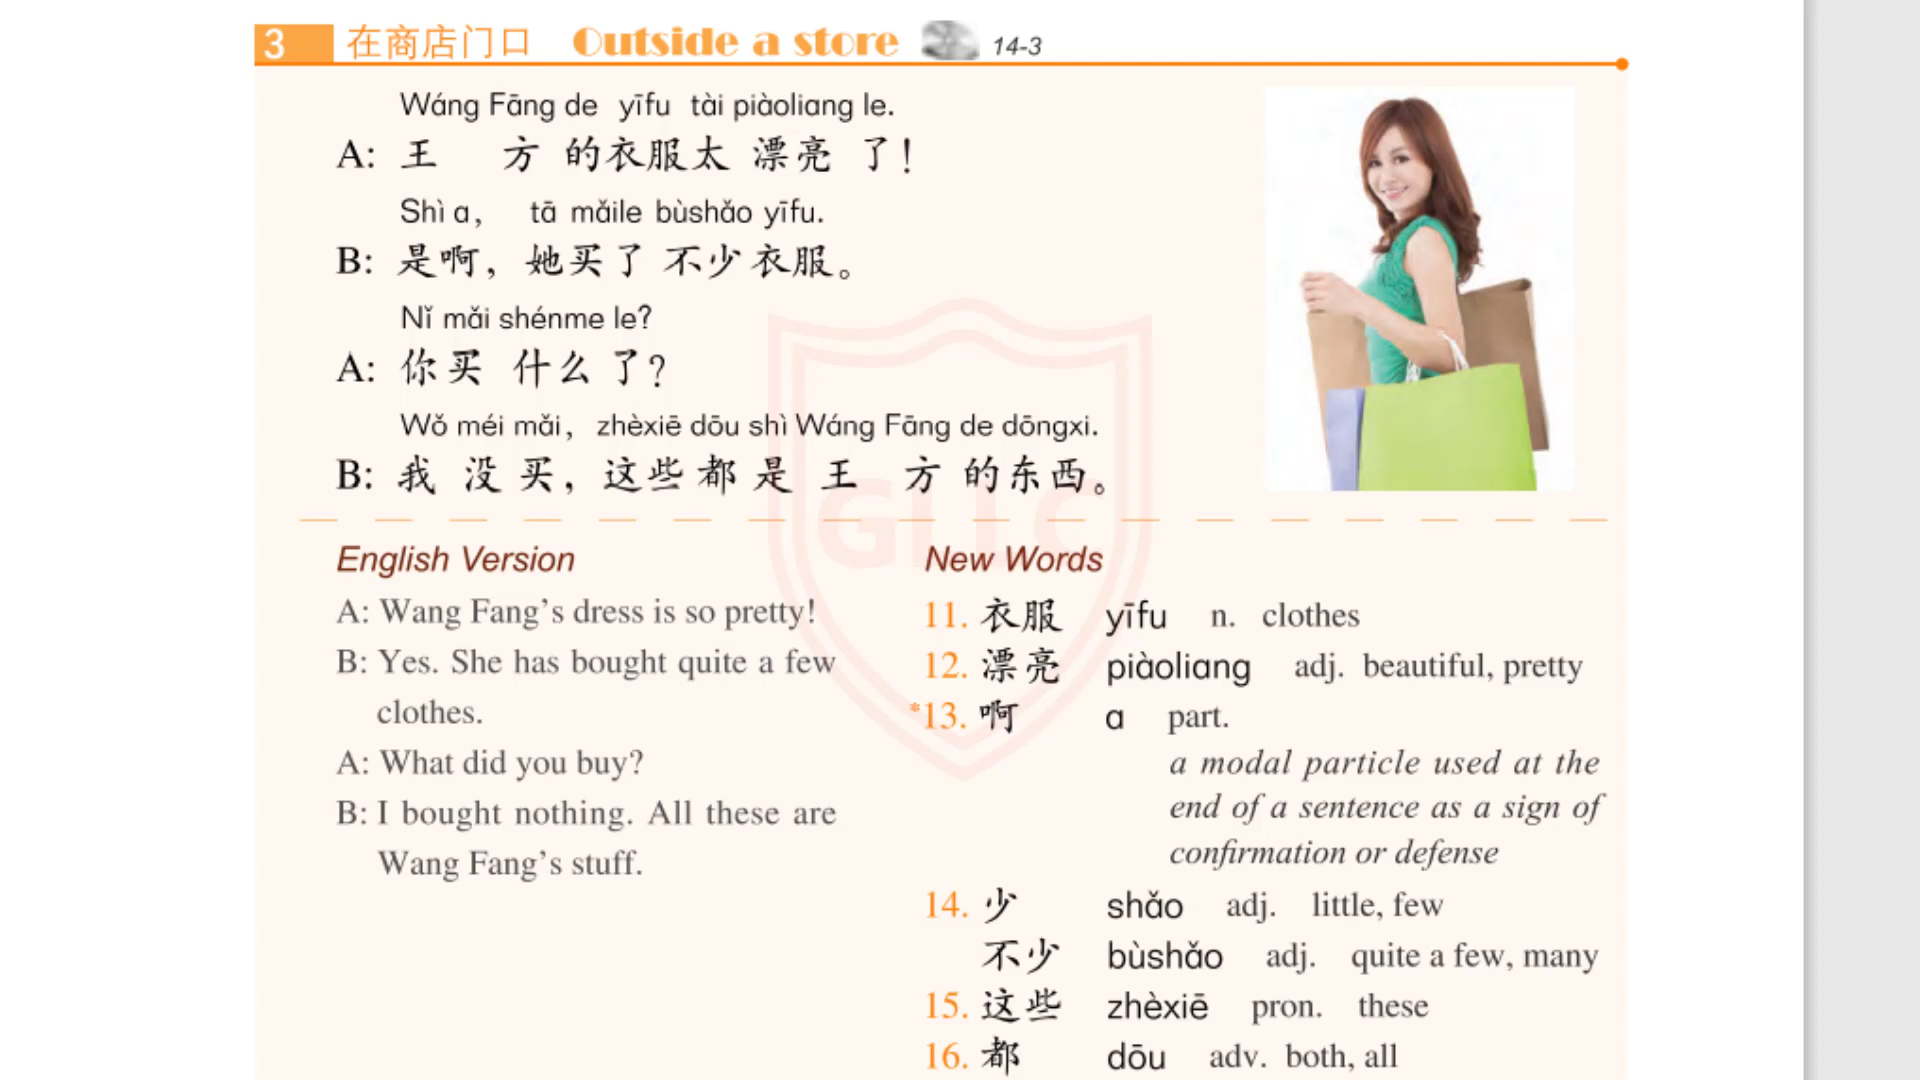 3 在商店门口 Outside a store 14-3
Wáng Fāng de yīfu tài piàoliang le.
A: 王 方 的衣服太 漂亮 了!
Shì a, tā mǎile bùshǎo yīfu.
B: 是啊, 她买了 不少衣服。
Nǐ mǎi shénme le?
A: 你买 什么 了?
Wǒ méi mǎi, zhèxiē dōu shì Wáng Fāng de dōngxi.
B: 我 没 买, 这些 都 是 王 方 的东西。
GLLC
English Version
A: Wang Fang's dress is so pretty!
B: Yes. She has bought quite a few
clothes.
A: What did you buy?
B: I bought nothing. All these are
Wang Fang's stuff.
New Words
11. 衣服 yīfu n. clothes
12. 漂亮 piàoliang adj. beautiful, pretty
*13. 啊 a part.
a modal particle used at the
end of a sentence as a sign of
confirmation or defense
14. 少 shǎo adj. little, few
不少 bùshǎo adj. quite a few, many
15. 这些 zhèxiē pron. these
16. 都 dōu adv. both, all